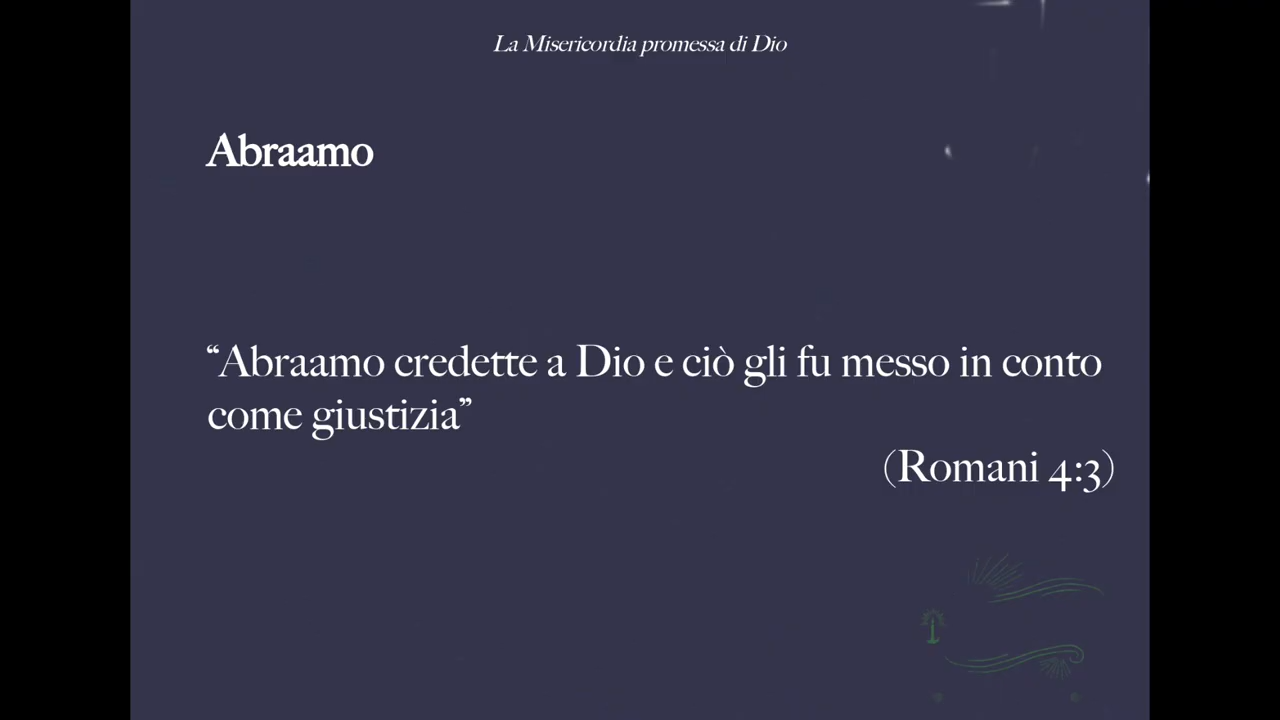 La Misericordia promessa di Dio
Abraamo
“Abraamo credette a Dio e ciò gli fu messo in conto
come giustizia”
(Romani 4:3)